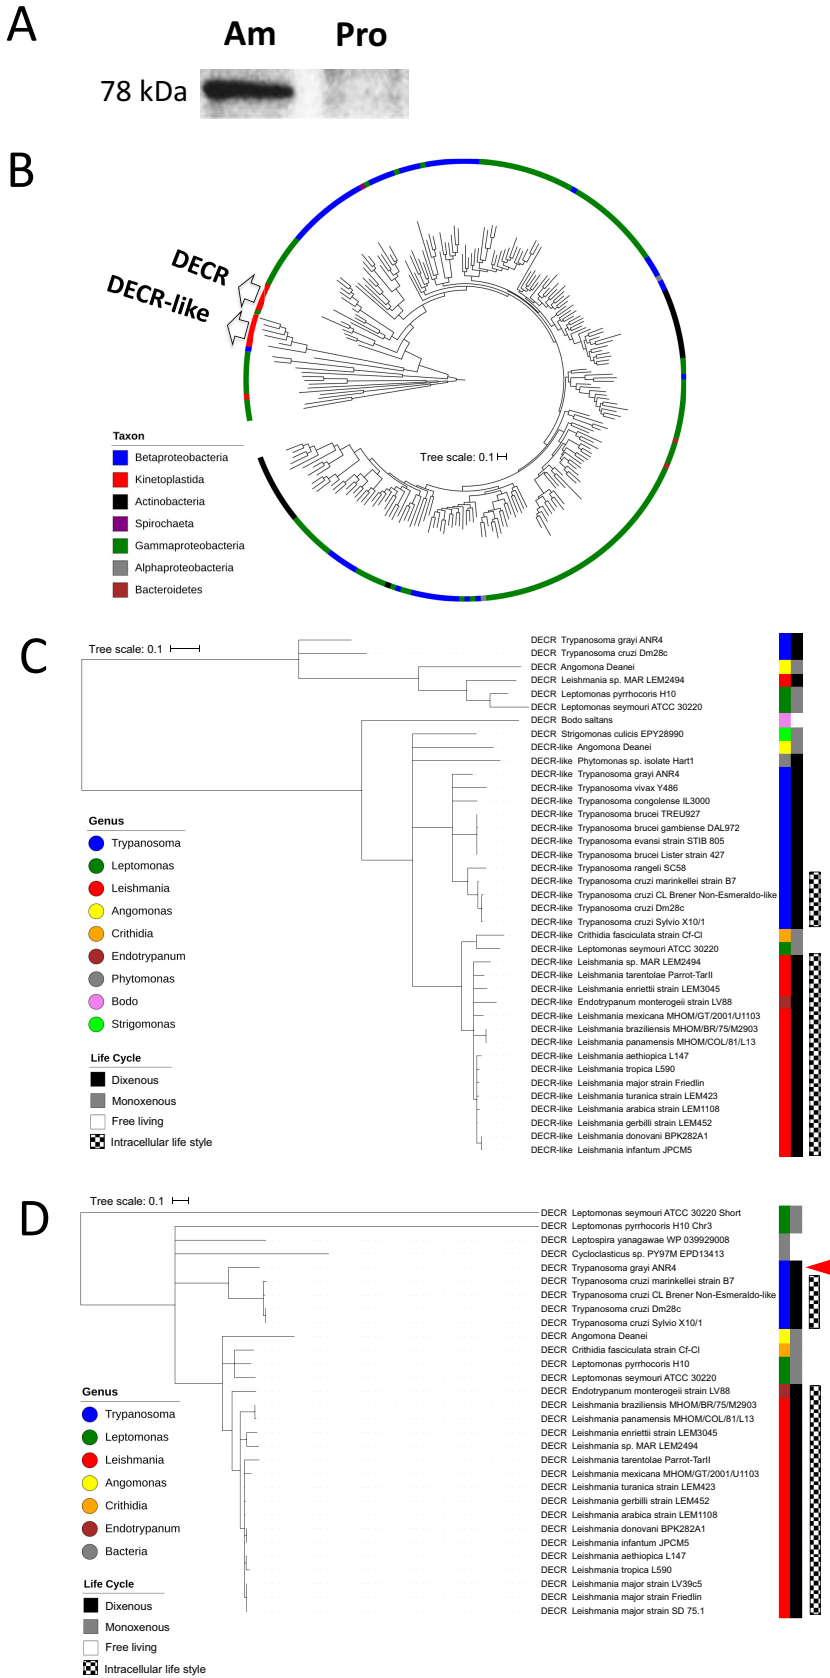 A
Am Pro
78 kDa
B
DECR
DECR-like
Taxon
Betaproteobacteria
Kinetoplastida
Actinobacteria
Spirochaeta
Gammaproteobacteria
Alphaproteobacteria
Bacteroidetes
Tree scale: 0.1
C
Tree scale: 0.1
DECR Trypanosoma grayi ANR4
DECR Trypanosoma cruzi Dm28c
DECR Angomona Deanei
DECR Leishmania sp. MAR LEM2494
DECR Leptomonas pyrrhocoris H10
DECR Leptomonas seymouri ATCC 30220
DECR Bodo saltans
DECR Strigomonas culicis EPY28990
DECR-like Angomona Deanei
DECR-like Phytomonas sp. isolate Hart1
DECR-like Trypanosoma grayi ANR4
DECR-like Trypanosoma vivax Y486
DECR-like Trypanosoma congolense IL3000
DECR-like Trypanosoma brucei TREU927
DECR-like Trypanosoma brucei gambiense DAL972
DECR-like Trypanosoma evansi strain STIB 805
DECR-like Trypanosoma brucei Lister strain 427
DECR-like Trypanosoma rangeli SC58
DECR-like Trypanosoma cruzi marinkellei strain B7
DECR-like Trypanosoma cruzi CL Brener Non-Esmeraldo-like
DECR-like Trypanosoma cruzi Dm28c
DECR-like Trypanosoma cruzi Sylvio X10/1
DECR-like Crithidia fasciculata strain Cf-Cl
DECR-like Leptomonas seymouri ATCC 30220
DECR-like Leishmania sp. MAR LEM2494
DECR-like Leishmania tarentolae Parrot-TarII
DECR-like Leishmania enriettii strain LEM3045
DECR-like Endotrypanum monterogeii strain LV88
DECR-like Leishmania mexicana MHOM/GT/2001/U1103
DECR-like Leishmania braziliensis MHOM/BR/75/M2903
DECR-like Leishmania panamensis MHOM/COL/81/L13
DECR-like Leishmania aethiopica L147
DECR-like Leishmania tropica L590
DECR-like Leishmania major strain Friedlin
DECR-like Leishmania turanica strain LEM423
DECR-like Leishmania arabica strain LEM1108
DECR-like Leishmania gerbilli strain LEM452
DECR-like Leishmania donovani BPK282A1
DECR-like Leishmania infantum JPCM5
Genus
Trypanosoma
Leptomonas
Leishmania
Angomonas
Crithidia
Endotrypanum
Phytomonas
Bodo
Strigomonas
Life Cycle
Dixenous
Monoxenous
Free living
Intracellular life style
D
Tree scale: 0.1
DECR Leptomonas seymouri ATCC 30220 Short
DECR Leptomonas pyrrhocoris H10 Chr3
DECR Leptospira yanagawae WP 039929008
DECR Cycloclasticus sp. PY97M EPD13413
DECR Trypanosoma grayi ANR4
DECR Trypanosoma cruzi marinkellei strain B7
DECR Trypanosoma cruzi CL Brener Non-Esmeraldo-like
DECR Trypanosoma cruzi Dm28c
DECR Trypanosoma cruzi Sylvio X10/1
DECR Angomona Deanei
DECR Crithidia fasciculata strain Cf-Cl
DECR Leptomonas pyrrhocoris H10
DECR Leptomonas seymouri ATCC 30220
DECR Endotrypanum monterogeii strain LV88
DECR Leishmania braziliensis MHOM/BR/75/M2903
DECR Leishmania panamensis MHOM/COL/81/L13
DECR Leishmania enriettii strain LEM3045
DECR Leishmania sp. MAR LEM2494
DECR Leishmania tarentolae Parrot-TarII
DECR Leishmania mexicana MHOM/GT/2001/U1103
DECR Leishmania turanica strain LEM423
DECR Leishmania gerbilli strain LEM452
DECR Leishmania arabica strain LEM1108
DECR Leishmania donovani BPK282A1
DECR Leishmania infantum JPCM5
DECR Leishmania aethiopica L147
DECR Leishmania tropica L590
DECR Leishmania major strain LV39c5
DECR Leishmania major strain Friedlin
DECR Leishmania major strain SD 75.1
Genus
Trypanosoma
Leptomonas
Leishmania
Angomonas
Crithidia
Endotrypanum
Bacteria
Life Cycle
Dixenous
Monoxenous
Free living
Intracellular life style